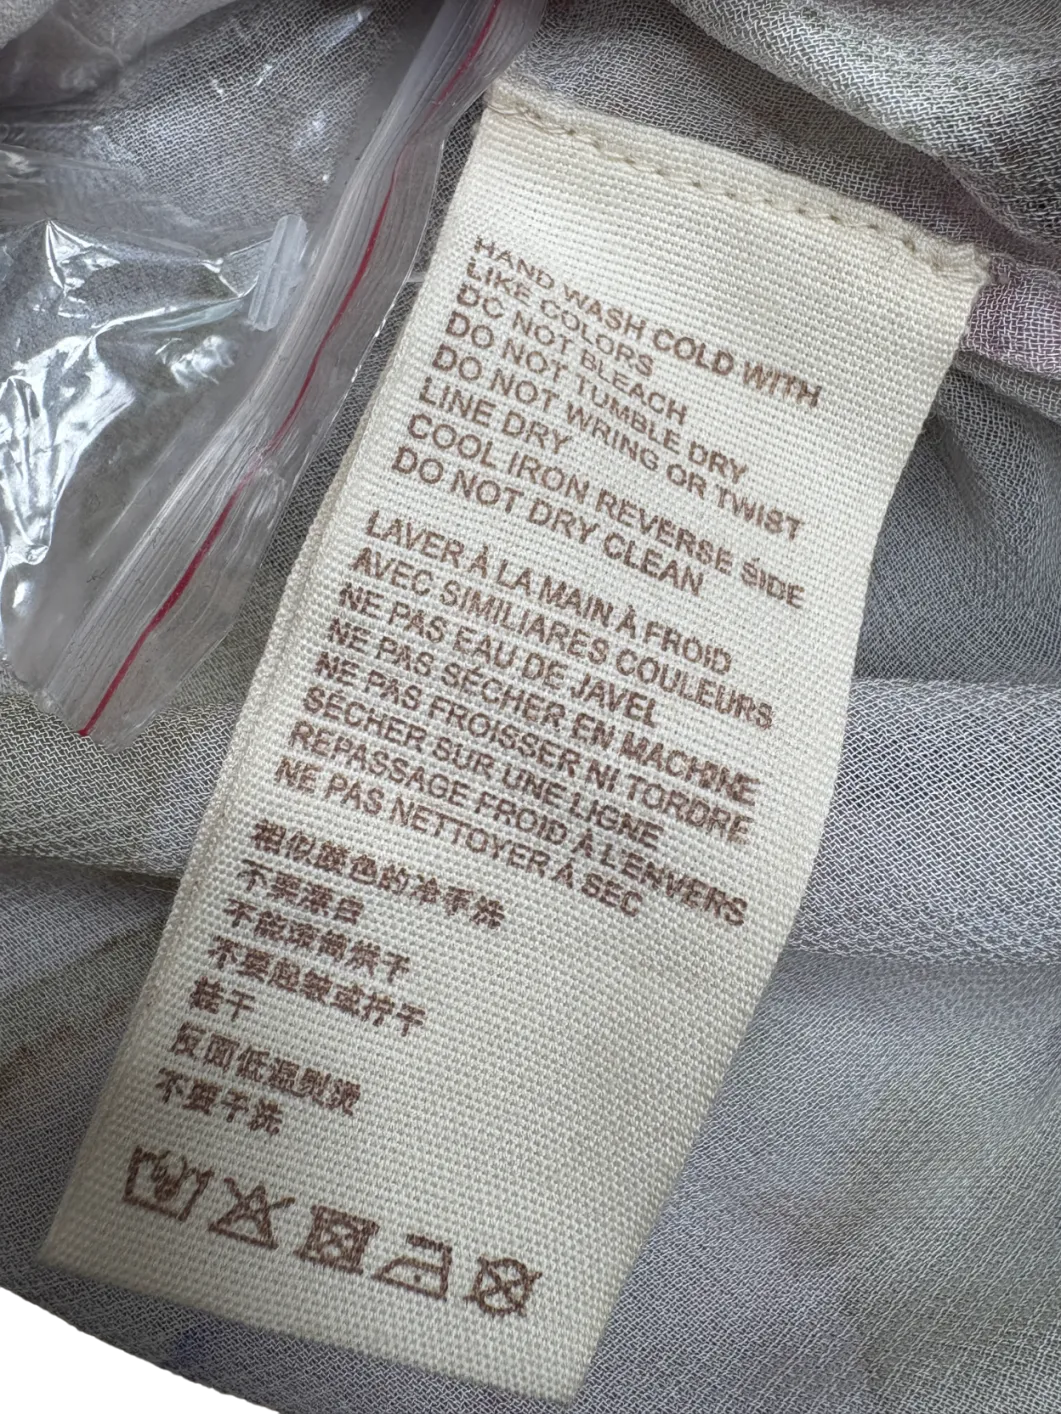 HAND WASH COLD WITH
LIKE COLORS
DO NOT BLEACH
DO NOT TUMBLE DRY
DO NOT WRING OR TWIST
LINE DRY
COOL IRON REVERSE SIDE
DO NOT DRY CLEAN
LAVER À LA MAIN À FROID
AVEC SIMILIARES COULEURS
NE PAS EAU DE JAVEL
NE PAS SÉCHER EN MACHINE
NE PAS FROISSER NI TORDRE
SÉCHER SUR UNE LIGNE
REPASSAGE FROID À L'ENVERS
NE PAS NETTOYER À SEC
相似颜色的冷手洗
不要漂白
不能滚筒烘干
不要拖裂或拧干
挂干
反面低温熨烫
不要干洗